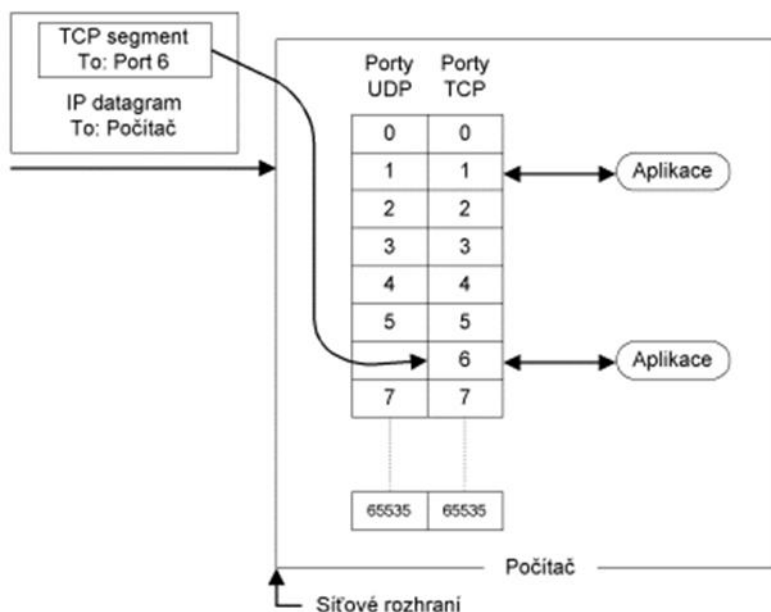 TCP segment
To: Port 6
IP datagram
To: Počítač
Porty
UDP
Porty
TCP
0 0
1 1
Aplikace
2 2
3 3
4 4
5 5
6
Aplikace
7 7
65535 65535
Počítač
Síťové rozhraní